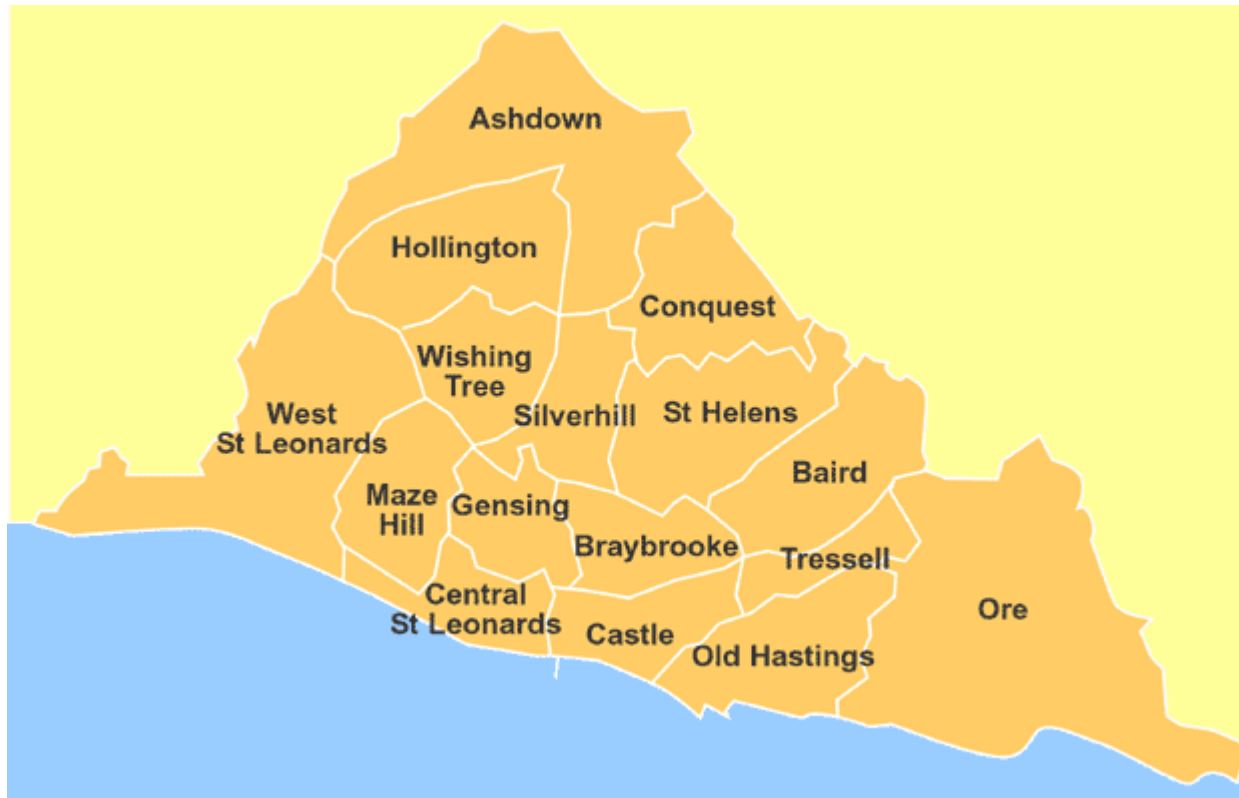 Ashdown
Hollington
Conquest
Wishing
Tree
West
St Leonards
Silverhill
St Helens
Baird
Maze
Hill
Gensing
Braybrooke
Tressell
Central
St Leonards
Castle
Ore
Old Hastings